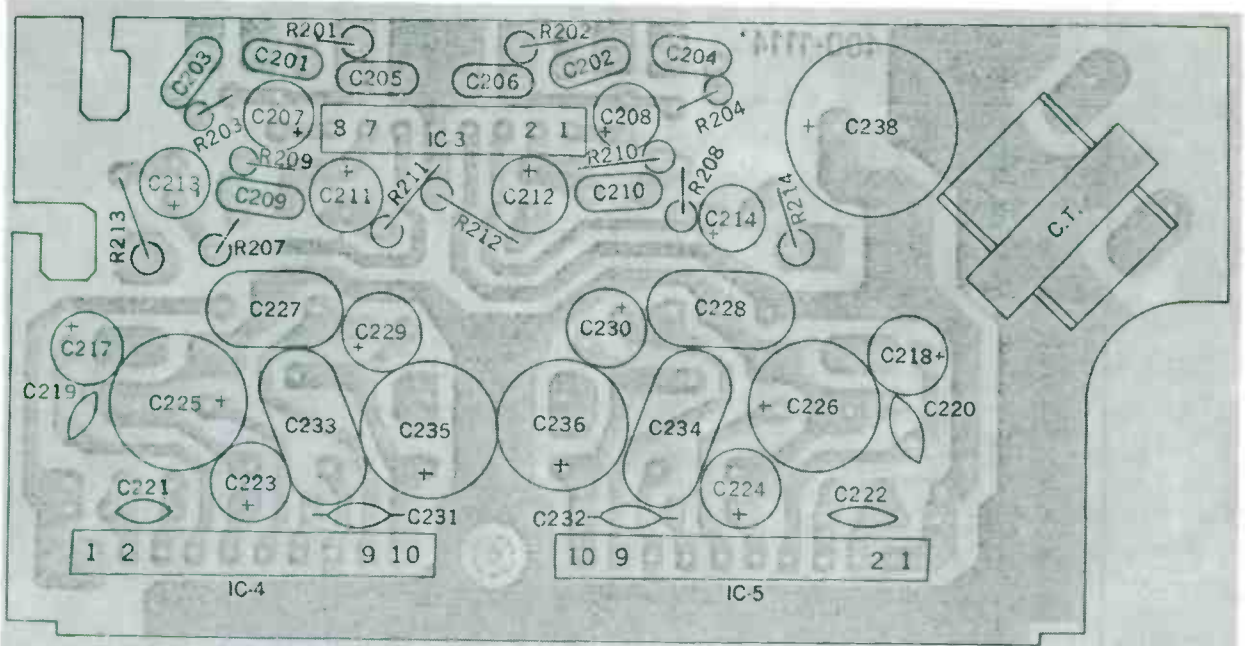 R201
R202
C203
C201
C205
C206
C202
C204
R203
C207
+
8 7
IC 3
2 1
C208
+
R204
+
C238
R209
R2107
C213
+
C209
C211
+
R211
R212
C212
+
C210
R208
C214
+
R214
C.T.
R213
R207
C227
C229
+
C230
+
C228
C217
+
C218+
C219
C225 +
C233
C235
+
C236
+
C234
+ C226
C220
C221
C223
+
C231
C232
C224
+
C222
1 2
9 10
IC-4
10 9
2 1
IC-5